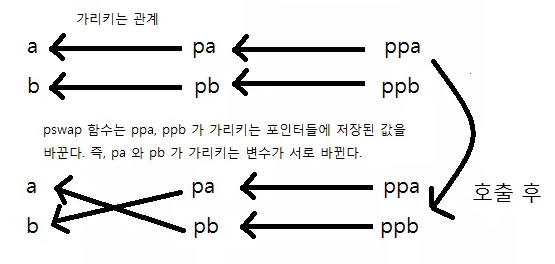 가리키는 관계
a pa ppa
b pb ppb
pswap 함수는 ppa, ppb 가 가리키는 포인터들에 저장된 값을
바꾼다. 즉, pa 와 pb 가 가리키는 변수가 서로 바뀐다.
a pa ppa
호출 후
b pb ppb